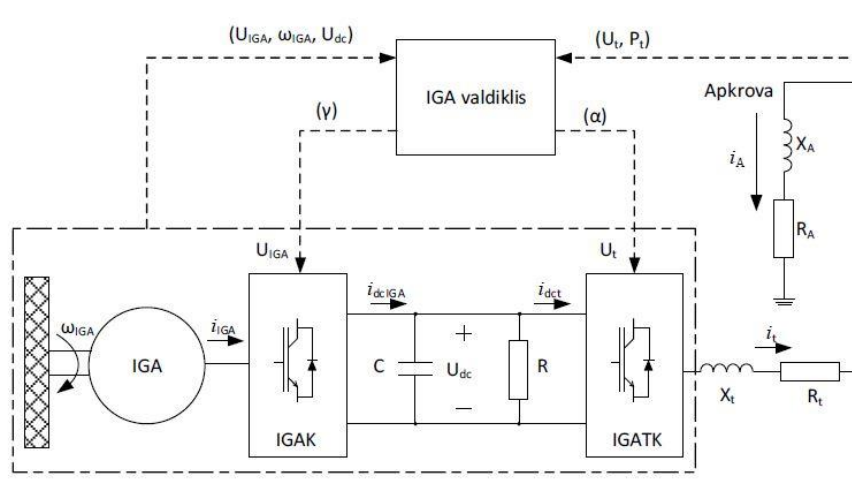 (U_IGA, ω_IGA, U_dc)
(U_t, P_t)
IGA valdiklis
Apkrova
(γ)
(α)
X_A
i_A
R_A
U_IGA
U_t
i_dcIGA
i_dct
ω_IGA
i_IGA
i_t
+
IGA
C
U_dc
R
X_t
R_t
−
IGAK
IGATK